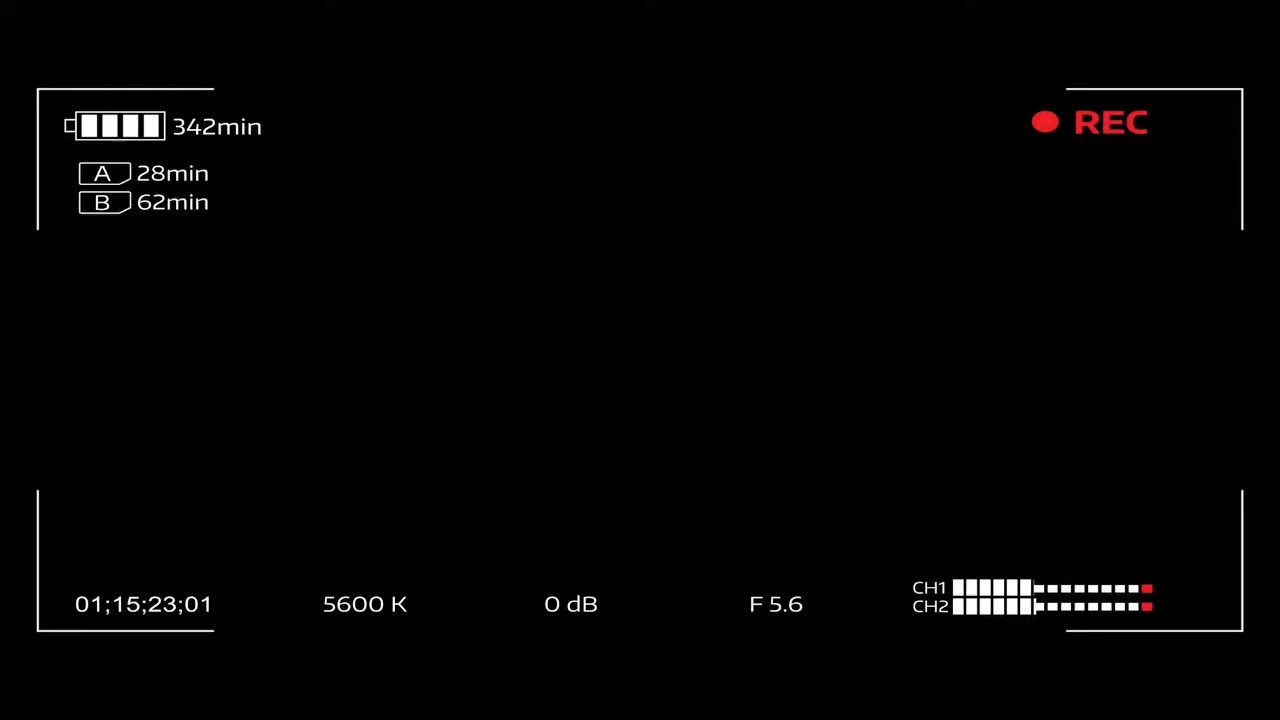 342min
REC
A 28min
B 62min
CH1
01;15;23;01 5600 K 0 dB F 5.6
CH2